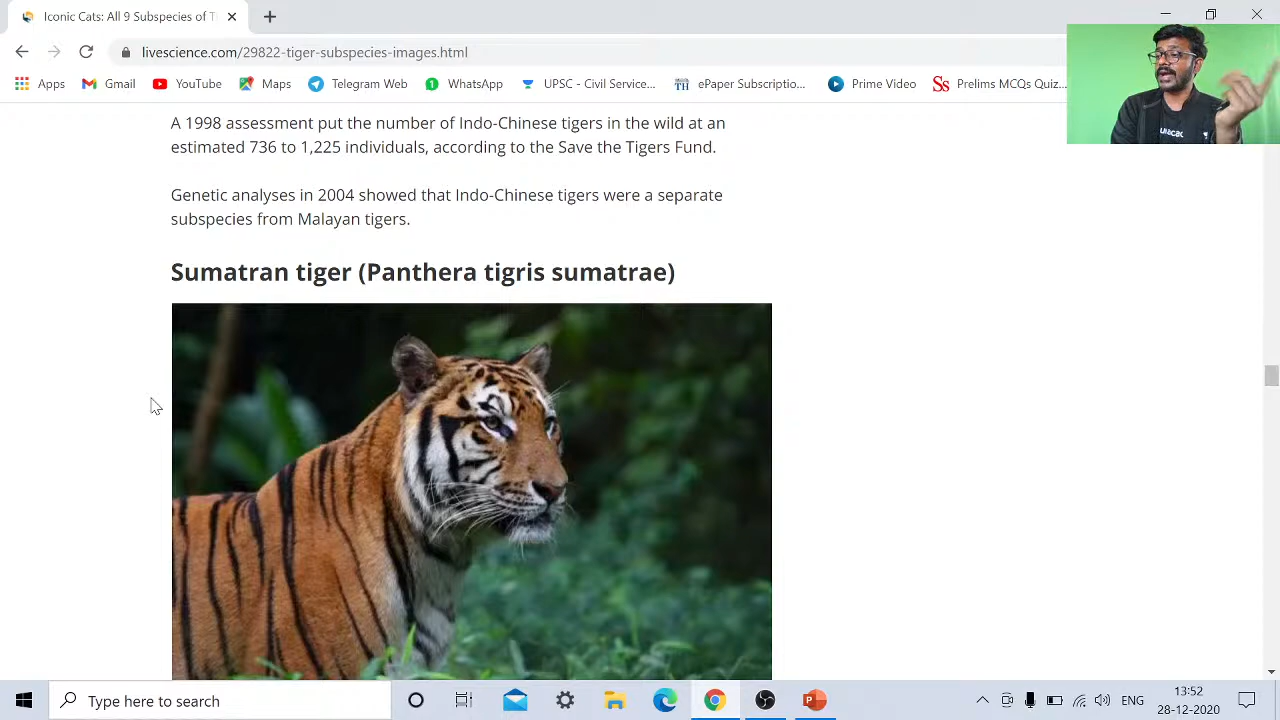 Iconic Cats: All 9 Subspecies of T
livescience.com/29822-tiger-subspecies-images.html
Apps
Gmail
YouTube
Maps
Telegram Web
1
WhatsApp
UPSC - Civil Service...
TH
ePaper Subscriptio...
Prime Video
Ss
Prelims MCQs Quiz...
A 1998 assessment put the number of Indo-Chinese tigers in the wild at an
estimated 736 to 1,225 individuals, according to the Save the Tigers Fund.
Genetic analyses in 2004 showed that Indo-Chinese tigers were a separate
subspecies from Malayan tigers.
Sumatran tiger (Panthera tigris sumatrae)
Type here to search
P
ENG
13:52
28-12-2020